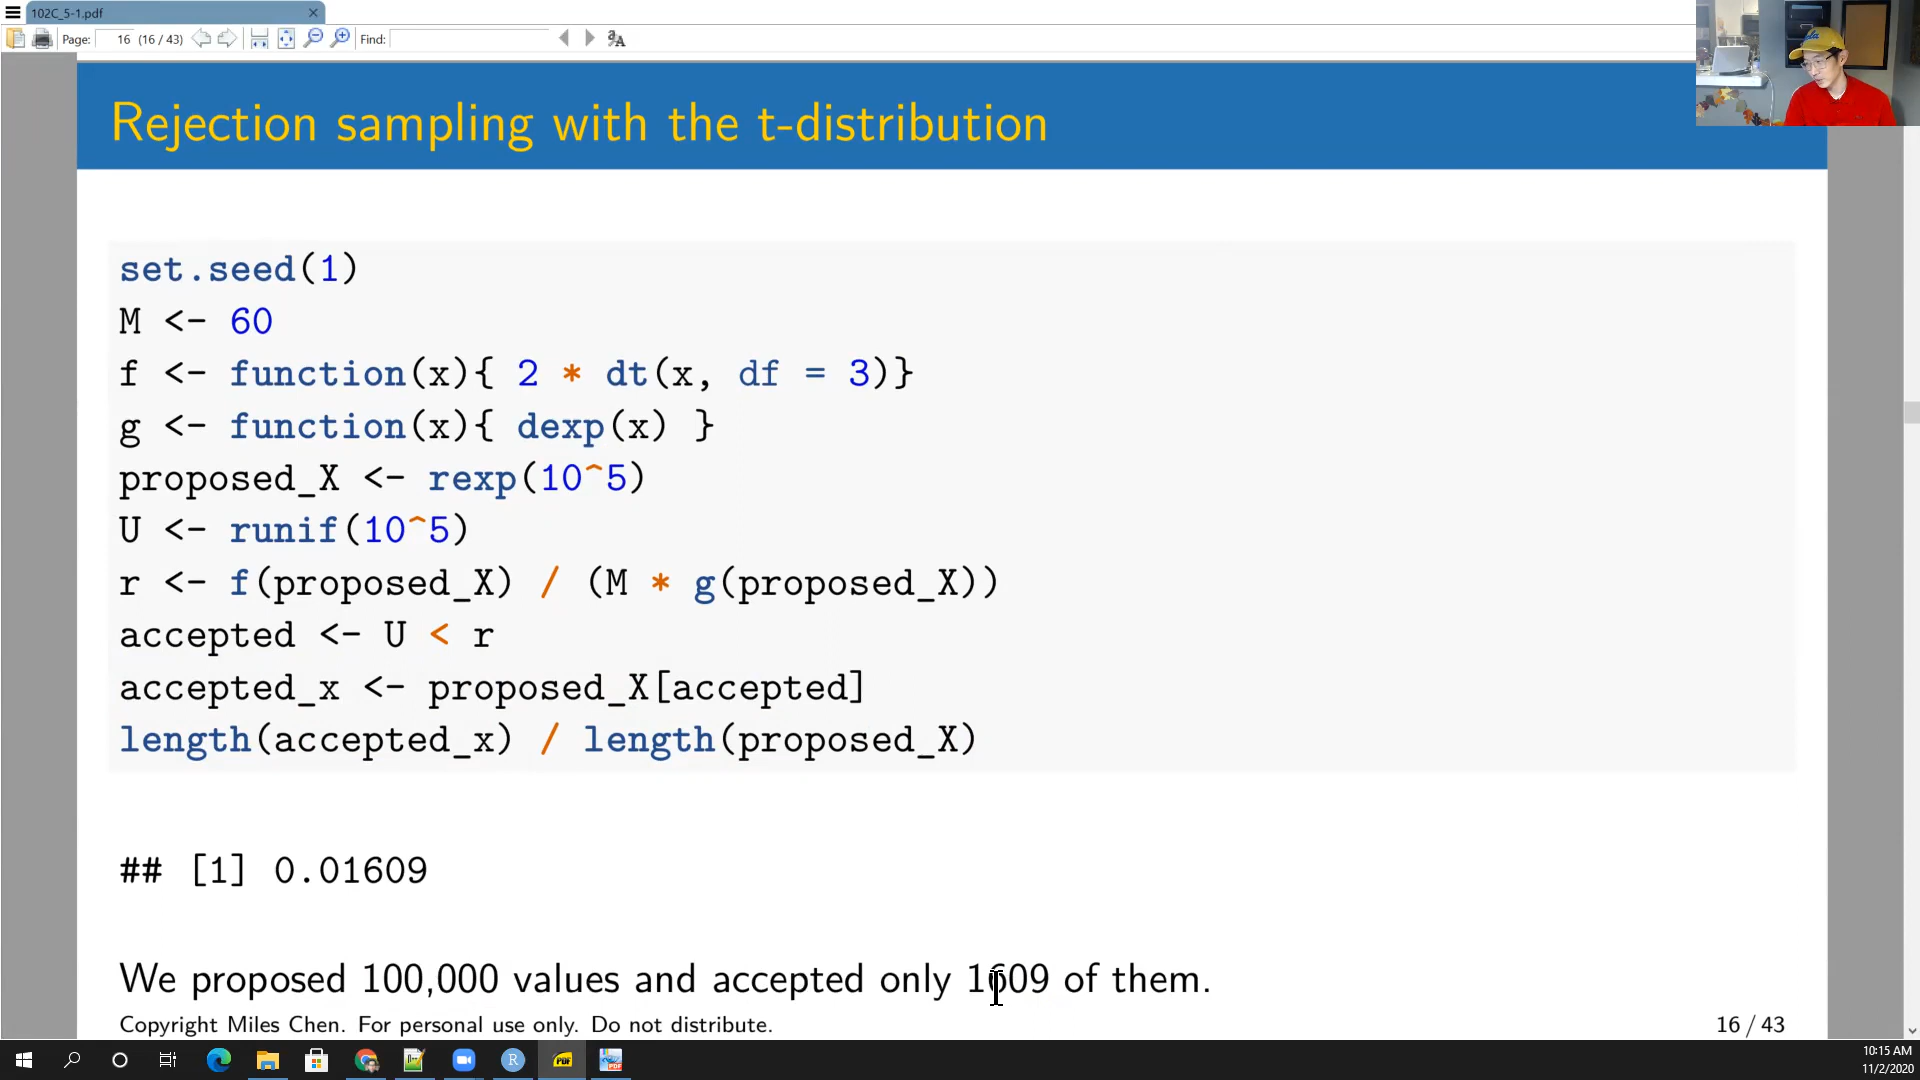 102C_5-1.pdf
Page: 16 (16 / 43) Find:
Rejection sampling with the t-distribution
set.seed(1)
M <- 60
f <- function(x){ 2 * dt(x, df = 3)}
g <- function(x){ dexp(x) }
proposed_X <- rexp(10^5)
U <- runif(10^5)
r <- f(proposed_X) / (M * g(proposed_X))
accepted <- U < r
accepted_x <- proposed_X[accepted]
length(accepted_x) / length(proposed_X)
## [1] 0.01609
We proposed 100,000 values and accepted only 1609 of them.
Copyright Miles Chen. For personal use only. Do not distribute.
16 / 43
10:15 AM
11/2/2020